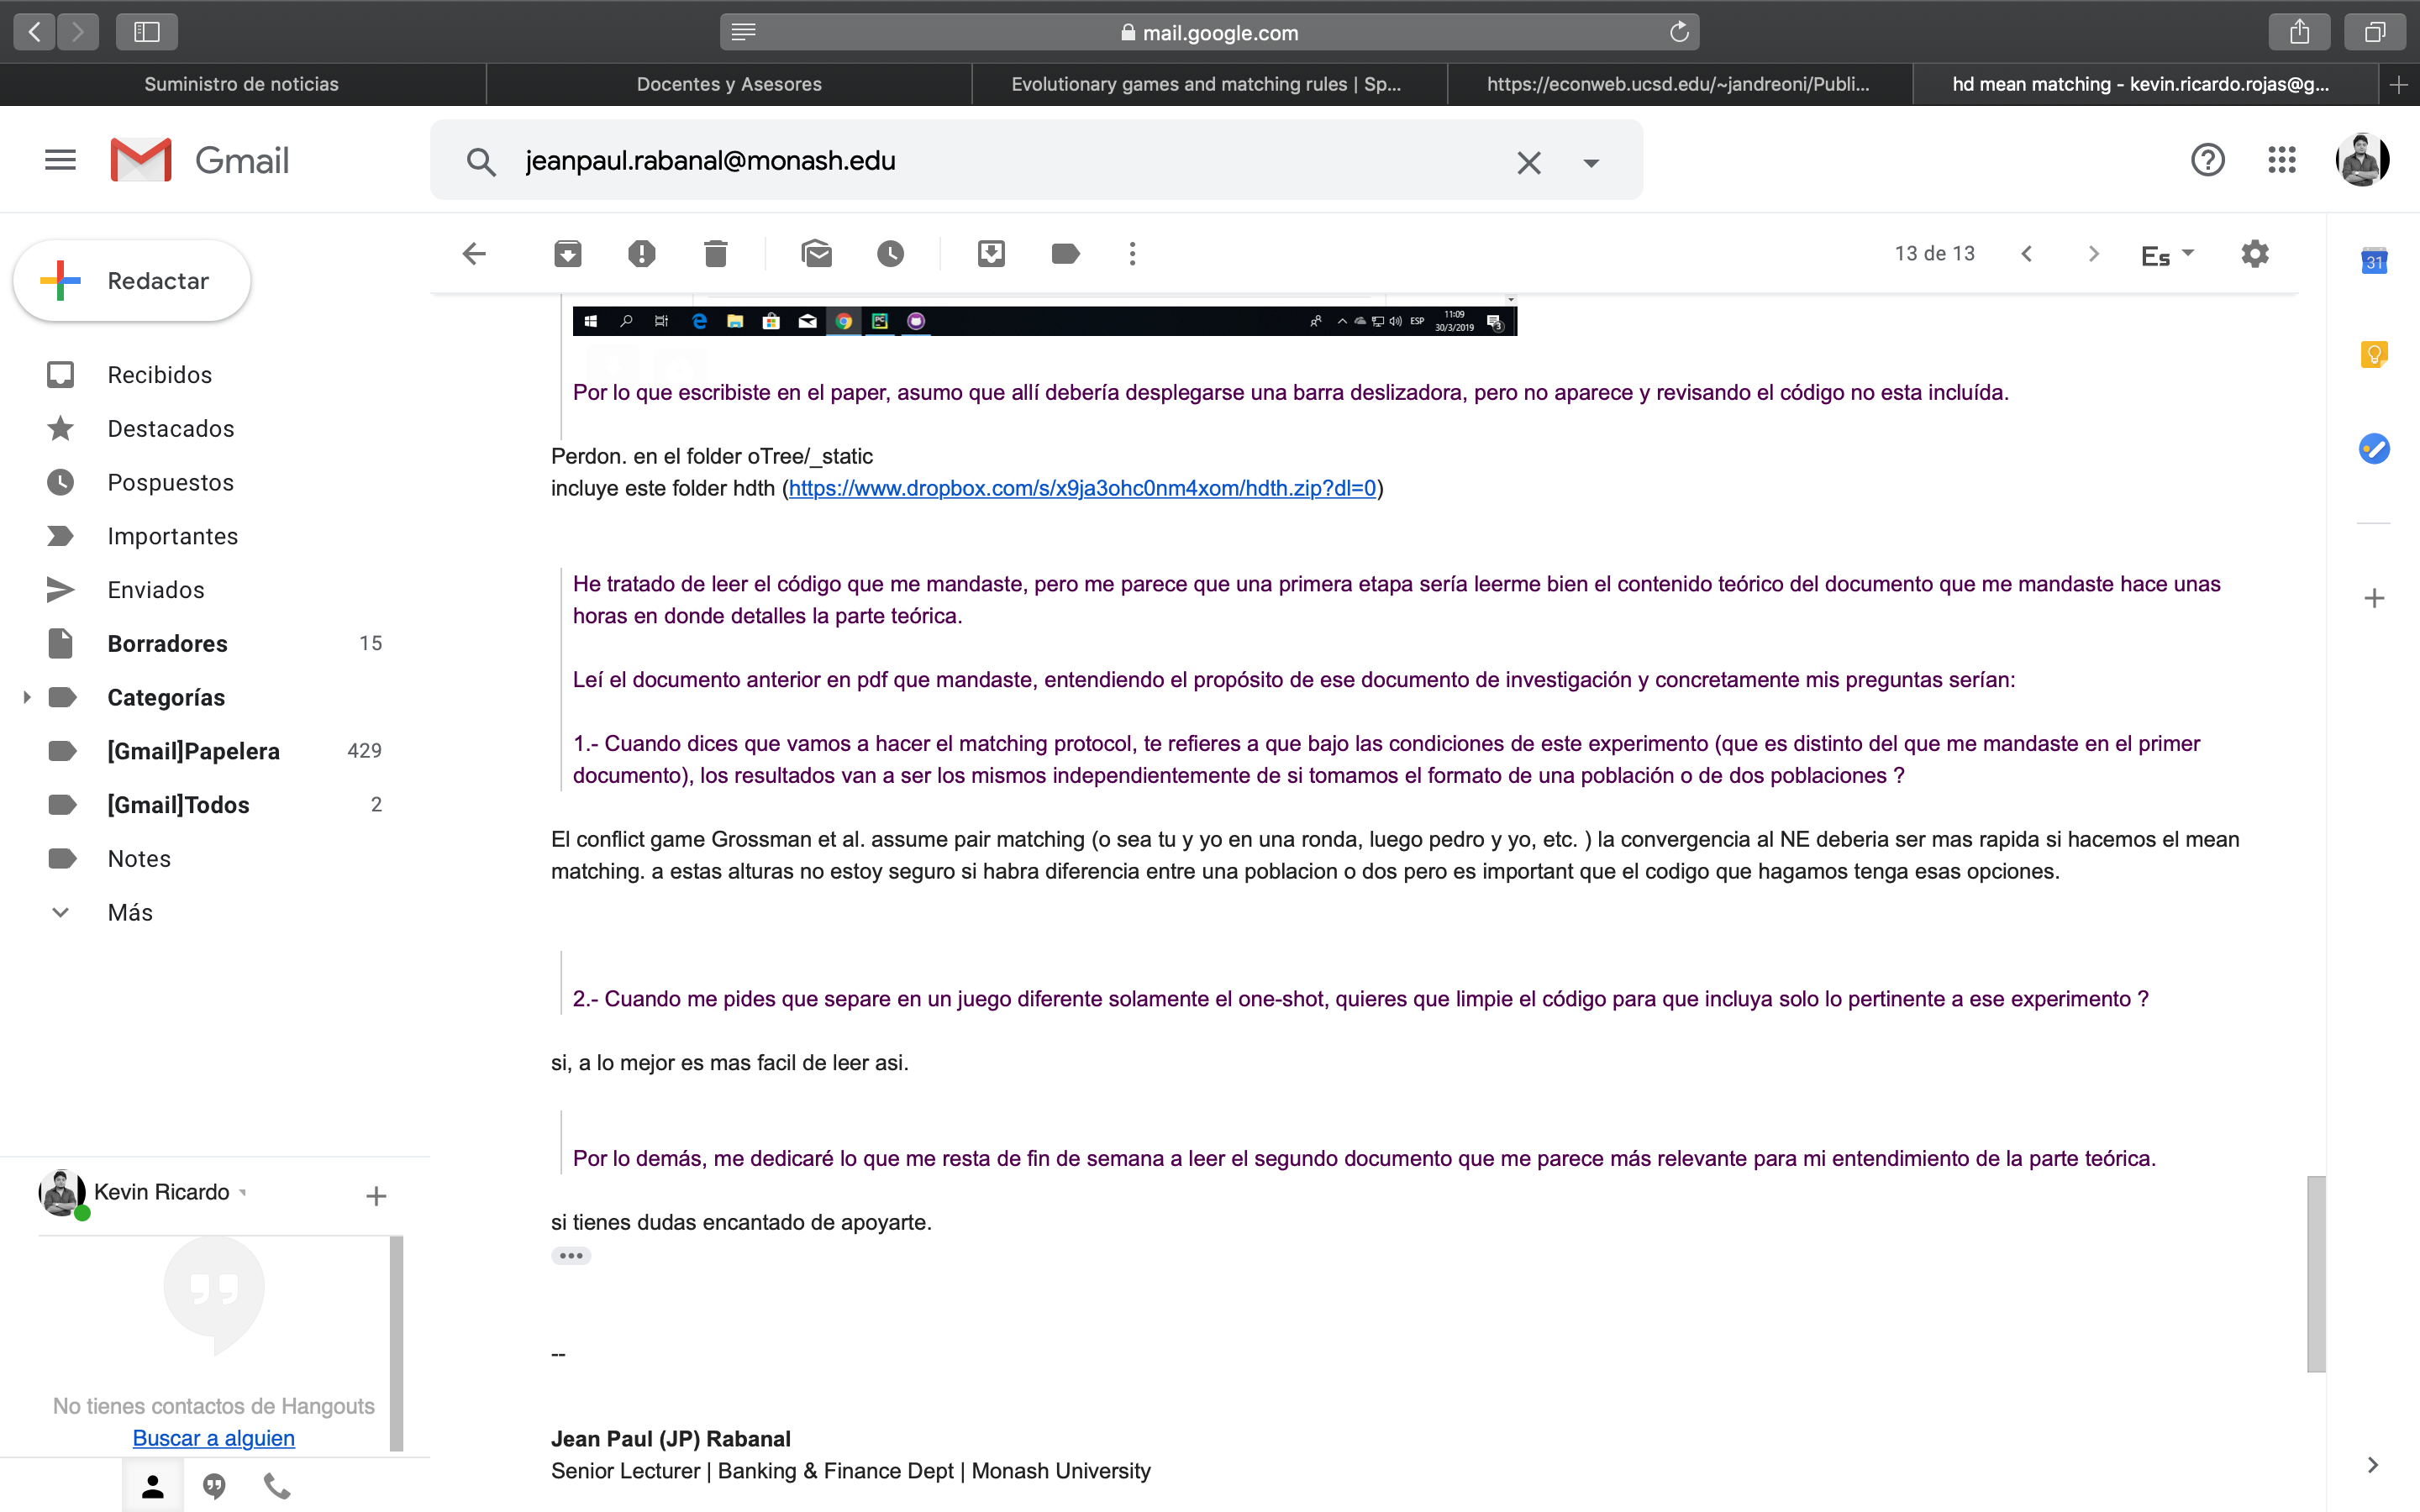 mail.google.com
Suministro de noticias
Docentes y Asesores
Evolutionary games and matching rules | Sp...
https://econweb.ucsd.edu/~jandreoni/Publi...
hd mean matching - kevin.ricardo.rojas@g...
Gmail
jeanpaul.rabanal@monash.edu
Redactar
13 de 13
Es
31
Recibidos
Destacados
Pospuestos
Importantes
Enviados
Borradores 15
Categorías
[Gmail]Papelera 429
[Gmail]Todos 2
Notes
Más
ESP
11:09
30/3/2019
3
Por lo que escribiste en el paper, asumo que allí debería desplegarse una barra deslizadora, pero no aparece y revisando el código no esta incluída.
Perdon. en el folder oTree/_static
incluye este folder hdth (https://www.dropbox.com/s/x9ja3ohc0nm4xom/hdth.zip?dl=0)
He tratado de leer el código que me mandaste, pero me parece que una primera etapa sería leerme bien el contenido teórico del documento que me mandaste hace unas
horas en donde detalles la parte teórica.
Leí el documento anterior en pdf que mandaste, entendiendo el propósito de ese documento de investigación y concretamente mis preguntas serían:
1.- Cuando dices que vamos a hacer el matching protocol, te refieres a que bajo las condiciones de este experimento (que es distinto del que me mandaste en el primer
documento), los resultados van a ser los mismos independientemente de si tomamos el formato de una población o de dos poblaciones ?
El conflict game Grossman et al. assume pair matching (o sea tu y yo en una ronda, luego pedro y yo, etc. ) la convergencia al NE deberia ser mas rapida si hacemos el mean
matching. a estas alturas no estoy seguro si habra diferencia entre una poblacion o dos pero es important que el codigo que hagamos tenga esas opciones.
2.- Cuando me pides que separe en un juego diferente solamente el one-shot, quieres que limpie el código para que incluya solo lo pertinente a ese experimento ?
si, a lo mejor es mas facil de leer asi.
Por lo demás, me dedicaré lo que me resta de fin de semana a leer el segundo documento que me parece más relevante para mi entendimiento de la parte teórica.
si tienes dudas encantado de apoyarte.
--
Jean Paul (JP) Rabanal
Senior Lecturer | Banking & Finance Dept | Monash University
Kevin Ricardo
No tienes contactos de Hangouts
Buscar a alguien